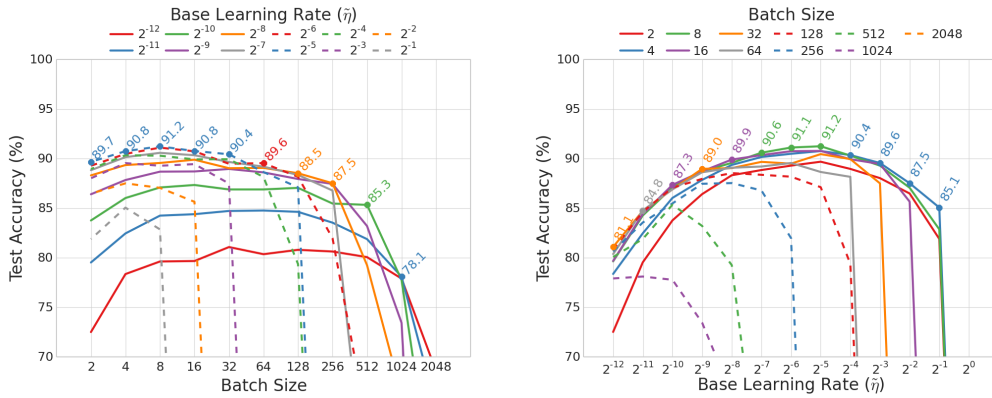 Base Learning Rate (η̃)
2⁻¹² 2⁻¹⁰ 2⁻⁸ 2⁻⁶ 2⁻⁴ 2⁻²
2⁻¹¹ 2⁻⁹ 2⁻⁷ 2⁻⁵ 2⁻³ 2⁻¹
100
95
90
85
80
75
70
Test Accuracy (%)
89.7 90.8 91.2 90.8 90.4 89.6 88.5 87.5 85.3 78.1
2 4 8 16 32 64 128 256 512 1024 2048
Batch Size
Batch Size
2 8 32 128 512 2048
4 16 64 256 1024
100
95
90
85
80
75
70
Test Accuracy (%)
81.1 84.8 87.3 89.0 89.9 90.6 91.1 91.2 90.4 89.6 87.5 85.1
2⁻¹² 2⁻¹¹ 2⁻¹⁰ 2⁻⁹ 2⁻⁸ 2⁻⁷ 2⁻⁶ 2⁻⁵ 2⁻⁴ 2⁻³ 2⁻² 2⁻¹ 2⁰
Base Learning Rate (η̃)